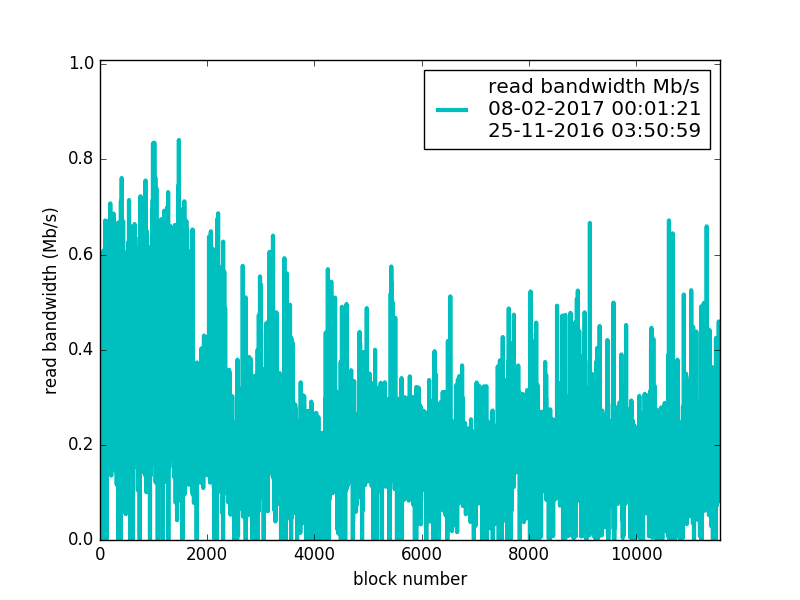 read bandwidth Mb/s
08-02-2017 00:01:21
25-11-2016 03:50:59
1.0
0.8
0.6
0.4
0.2
0.0
read bandwidth (Mb/s)
0 2000 4000 6000 8000 10000
block number